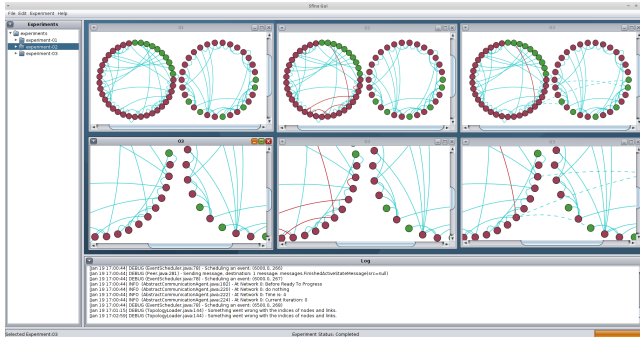 File Edit Experiment Help
Experiments
experiments
experiment-01
experiment-02
experiment-03
03
Log
[Jan 19 17:00:44] DEBUG (EventScheduler.java:78) - Scheduling an event: (6000.0, 266)
[Jan 19 17:00:44] DEBUG (Peer.java:281) - Sending message, destination: 1 message: messages.FinishedActiveStateMessage(src=null)
[Jan 19 17:00:44] DEBUG (EventScheduler.java:78) - Scheduling an event: (6000.0, 267)
[Jan 19 17:00:44] INFO (AbstractCommunicationAgent.java:182) - At Network 0: Before Ready To Progress
[Jan 19 17:00:44] INFO (AbstractCommunicationAgent.java:220) - At Network 0: do nothing
[Jan 19 17:00:44] INFO (AbstractCommunicationAgent.java:222) - At Network 0: Time is: 4
[Jan 19 17:00:44] INFO (AbstractCommunicationAgent.java:224) - At Network 0: Current iteration: 0
[Jan 19 17:00:44] DEBUG (EventScheduler.java:78) - Scheduling an event: (6500.0, 268)
[Jan 19 17:01:15] DEBUG (TopologyLoader.java:144) - Something went wrong with the indices of nodes and links.
[Jan 19 17:02:58] DEBUG (TopologyLoader.java:144) - Something went wrong with the indices of nodes and links.
Selected Experiment:03
Experiment Status: Completed